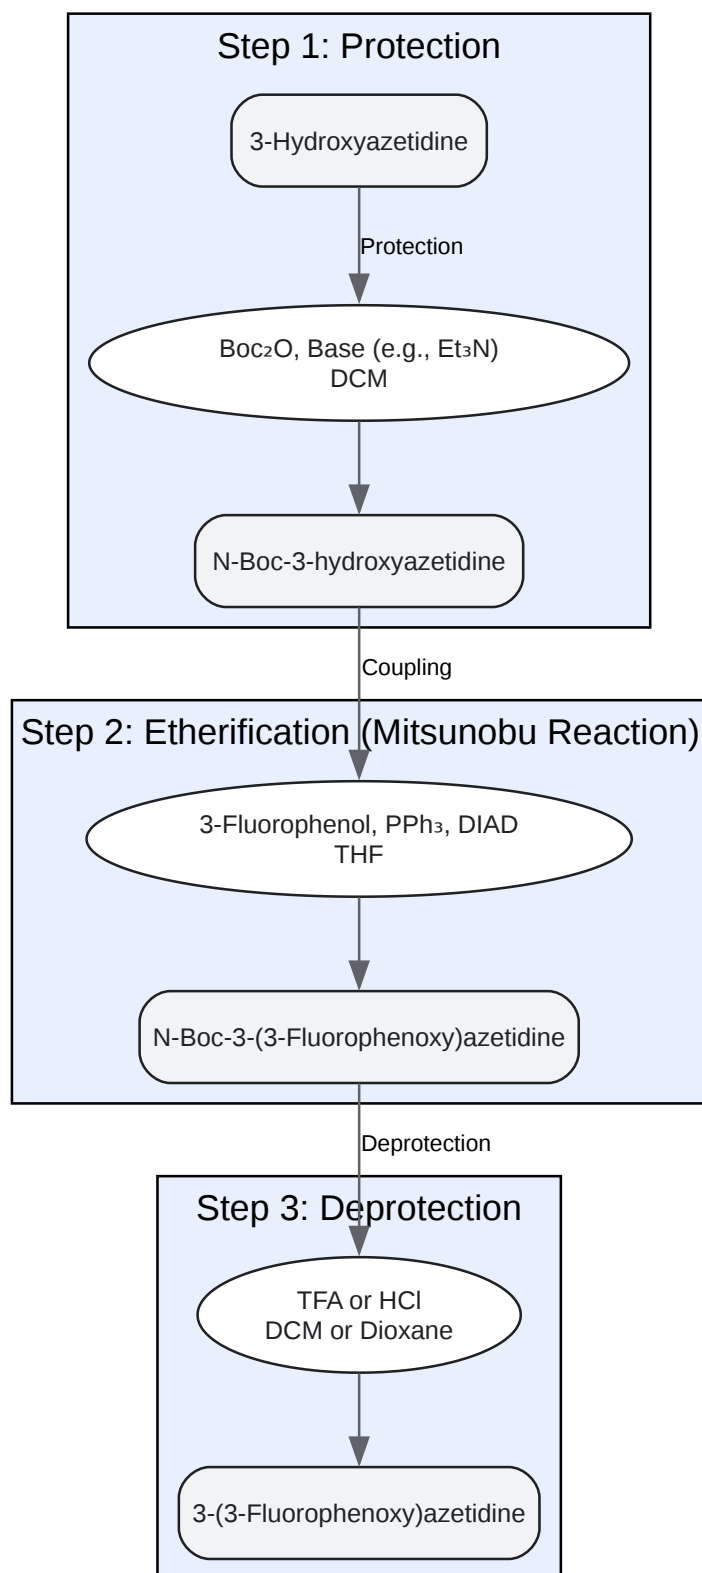 Step 1: Protection
3-Hydroxyazetidine
Protection
Boc₂O, Base (e.g., Et₃N)
DCM
N-Boc-3-hydroxyazetidine
Coupling
Step 2: Etherification (Mitsunobu Reaction)
3-Fluorophenol, PPh₃, DIAD
THF
N-Boc-3-(3-Fluorophenoxy)azetidine
Deprotection
Step 3: Deprotection
TFA or HCl
DCM or Dioxane
3-(3-Fluorophenoxy)azetidine